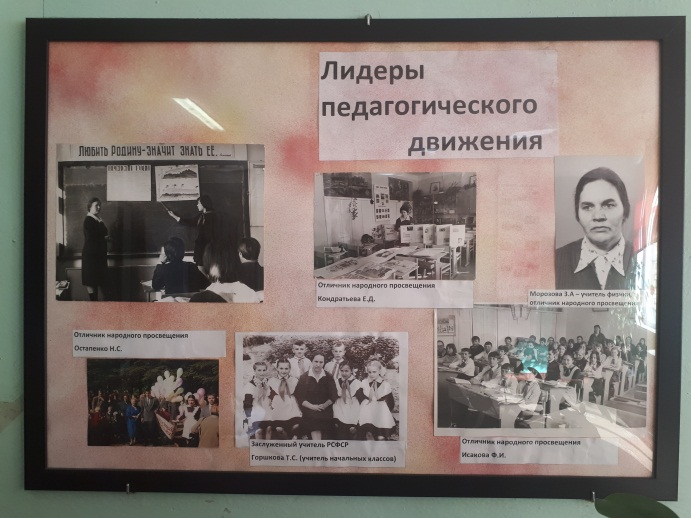 Лидеры
педагогического
движения
ЛЮБИТЬ РОДИНУ-ЗНАЧИТ ЗНАТЬ ЕЕ.
Отличник народного просвещения
Кондратьева Е.Д.
Морозова З.А – учитель физики,
отличник народного просвещения
Отличник народного просвещения
Остапенко Н.С.
Заслуженный учитель РСФСР
Горшкова Т.С. (учитель начальных классов)
Отличник народного просвещения
Исакова Ф.И.